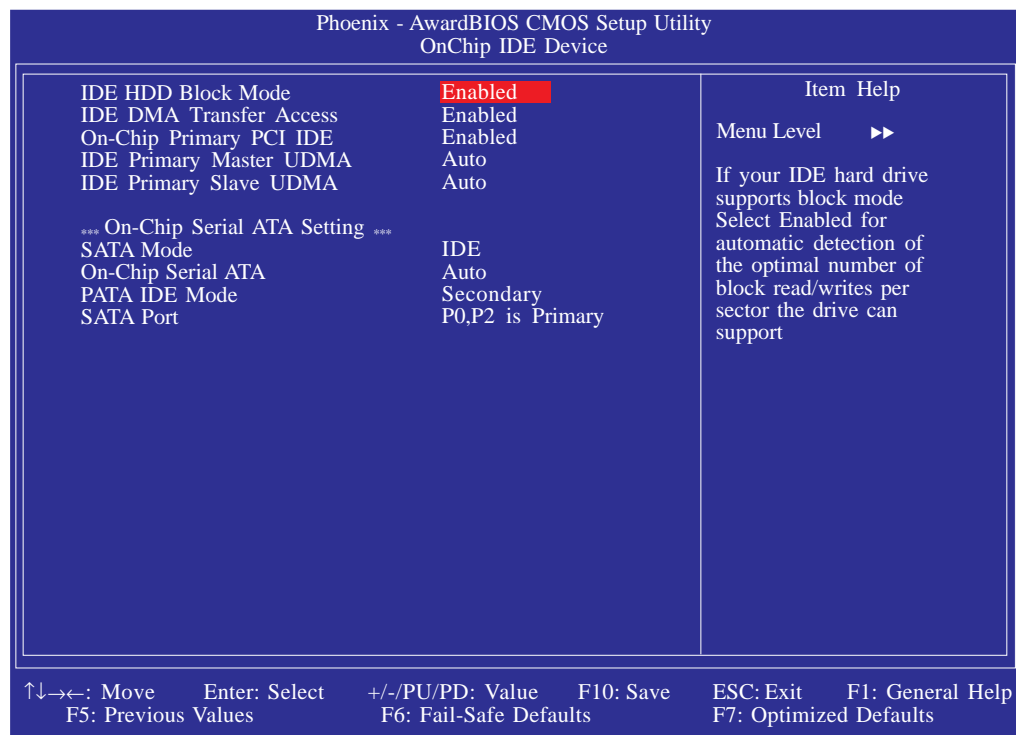 Phoenix - AwardBIOS CMOS Setup Utility
OnChip IDE Device
IDE HDD Block Mode Enabled
IDE DMA Transfer Access Enabled
On-Chip Primary PCI IDE Enabled
IDE Primary Master UDMA Auto
IDE Primary Slave UDMA Auto
*** On-Chip Serial ATA Setting ***
SATA Mode IDE
On-Chip Serial ATA Auto
PATA IDE Mode Secondary
SATA Port P0,P2 is Primary
Item Help
Menu Level ▸▸
If your IDE hard drive
supports block mode
Select Enabled for
automatic detection of
the optimal number of
block read/writes per
sector the drive can
support
↑↓→←: Move Enter: Select +/-/PU/PD: Value F10: Save ESC: Exit F1: General Help
F5: Previous Values F6: Fail-Safe Defaults F7: Optimized Defaults